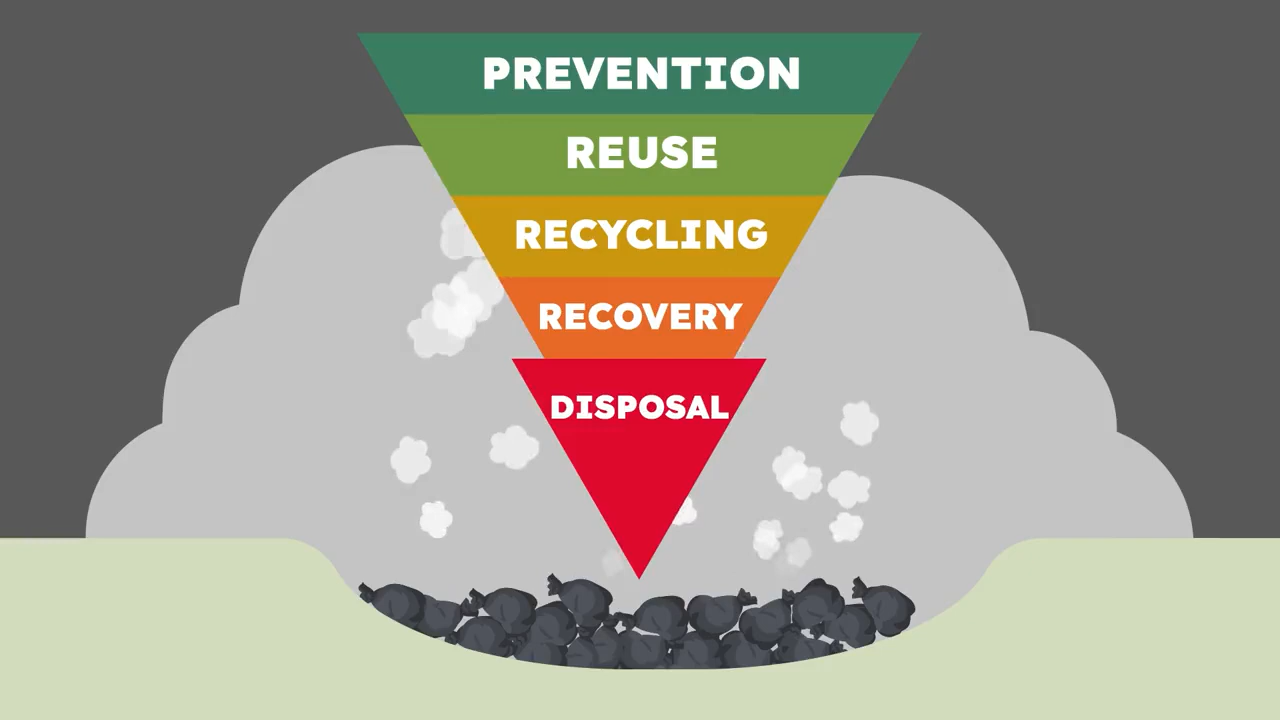 PREVENTION
REUSE
RECYCLING
RECOVERY
DISPOSAL